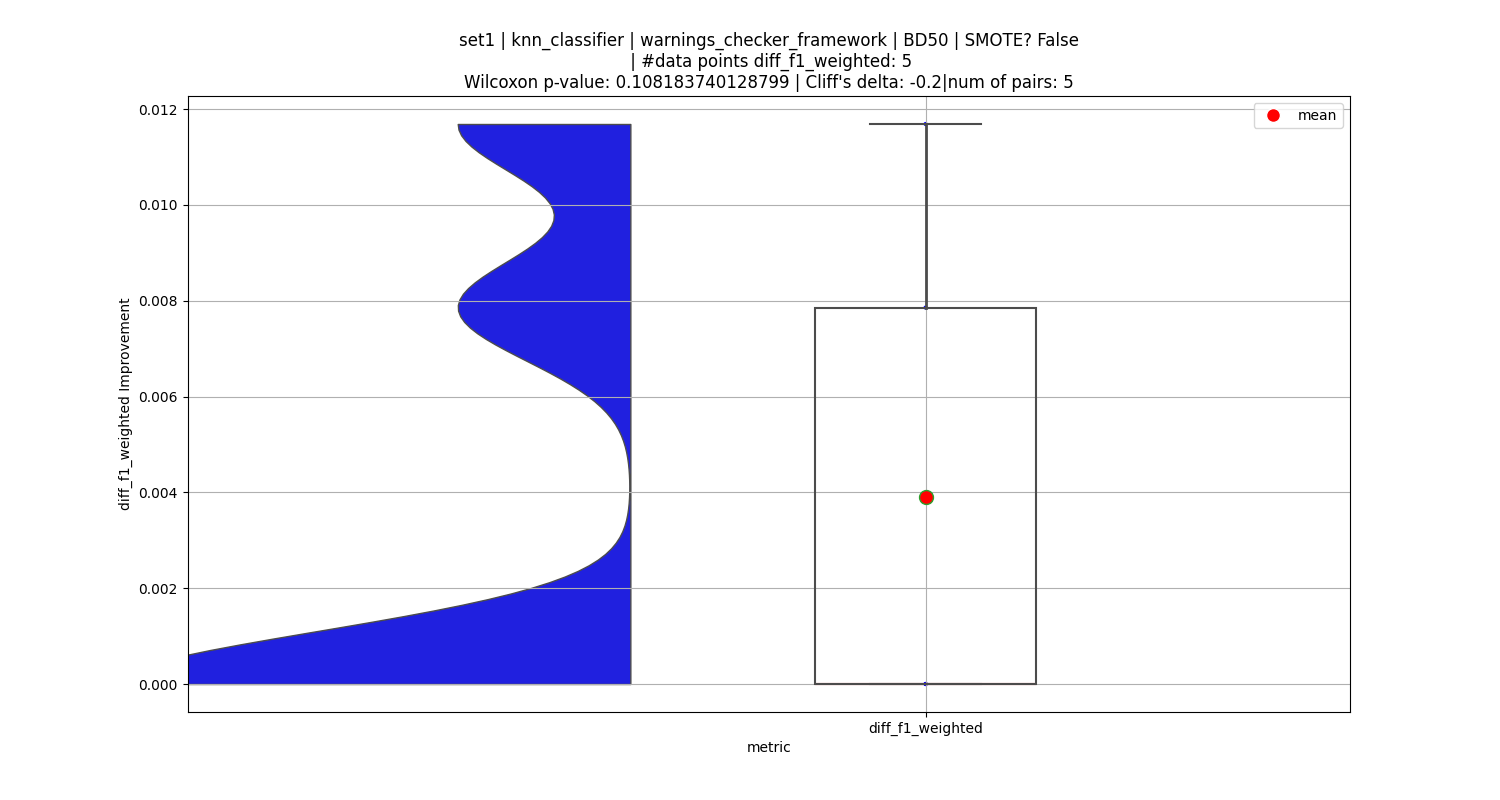 set1 | knn_classifier | warnings_checker_framework | BD50 | SMOTE? False
| #data points diff_f1_weighted: 5
Wilcoxon p-value: 0.108183740128799 | Cliff's delta: -0.2|num of pairs: 5
mean
0.012
0.010
0.008
0.006
0.004
0.002
0.000
diff_f1_weighted Improvement
diff_f1_weighted
metric